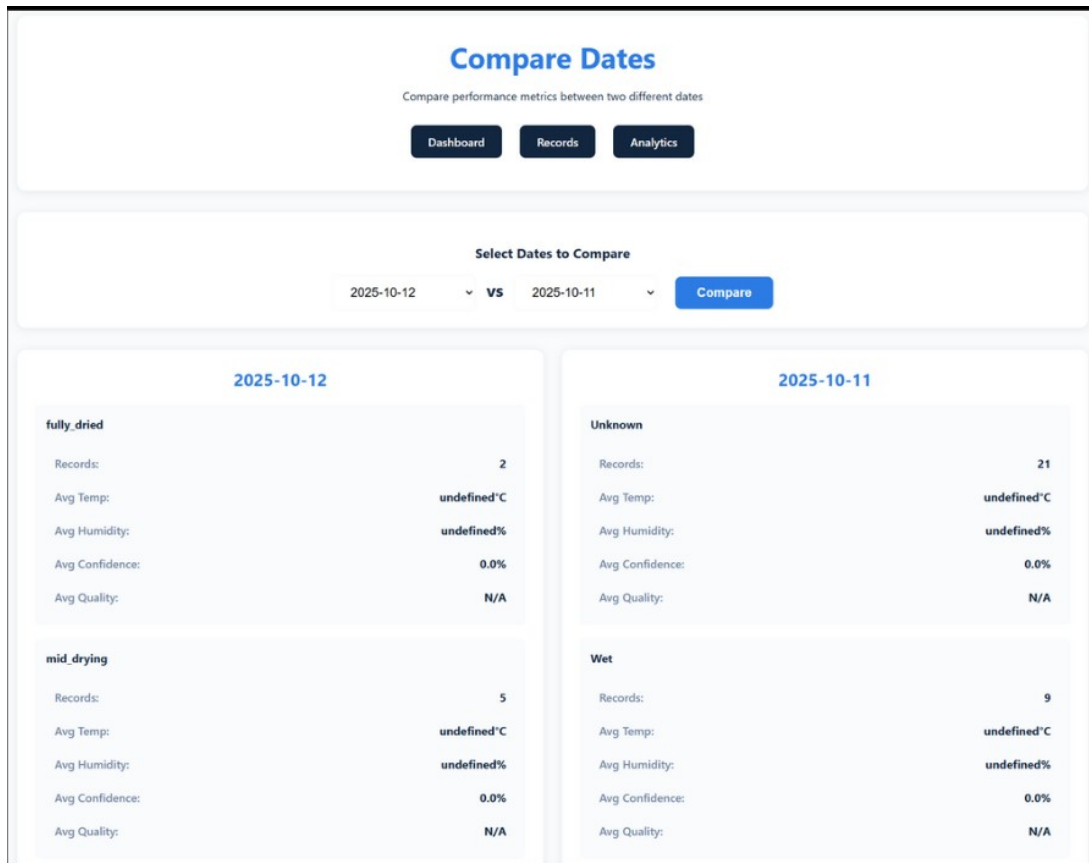 Compare Dates
Compare performance metrics between two different dates
Dashboard Records Analytics
Select Dates to Compare
2025-10-12 VS 2025-10-11 Compare
2025-10-12
fully_dried
Records: 2
Avg Temp: undefined°C
Avg Humidity: undefined%
Avg Confidence: 0.0%
Avg Quality: N/A
mid_drying
Records: 5
Avg Temp: undefined°C
Avg Humidity: undefined%
Avg Confidence: 0.0%
Avg Quality: N/A
2025-10-11
Unknown
Records: 21
Avg Temp: undefined°C
Avg Humidity: undefined%
Avg Confidence: 0.0%
Avg Quality: N/A
Wet
Records: 9
Avg Temp: undefined°C
Avg Humidity: undefined%
Avg Confidence: 0.0%
Avg Quality: N/A